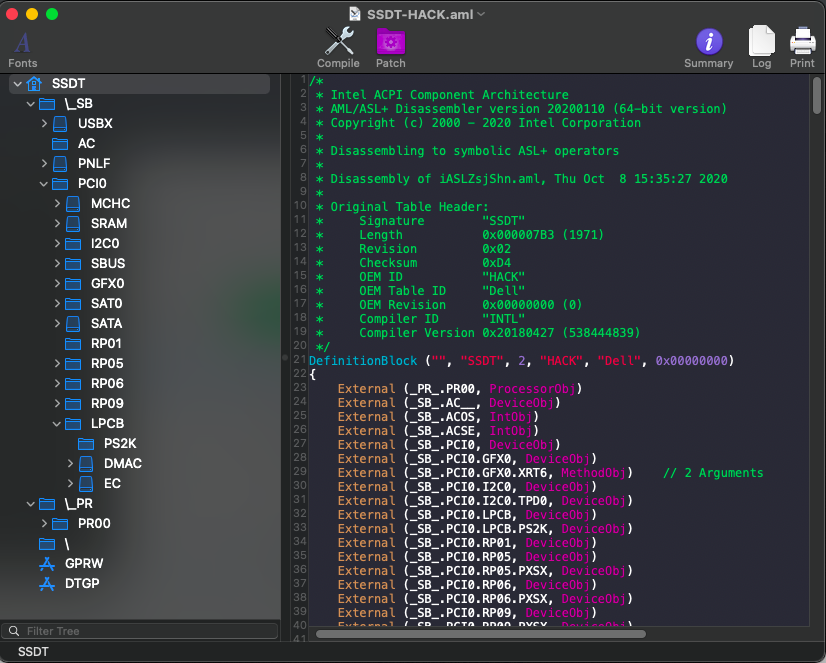 SSDT-HACK.aml
Fonts
Compile
Patch
Summary
Log
Print
SSDT
\_SB
USBX
AC
PNLF
PCI0
MCHC
SRAM
I2C0
SBUS
GFX0
SAT0
SATA
RP01
RP05
RP06
RP09
LPCB
PS2K
DMAC
EC
\_PR
PR00
\
GPRW
DTGP
Filter Tree
SSDT
1 /*
2 * Intel ACPI Component Architecture
3 * AML/ASL+ Disassembler version 20200110 (64-bit version)
4 * Copyright (c) 2000 - 2020 Intel Corporation
5 *
6 * Disassembling to symbolic ASL+ operators
7 *
8 * Disassembly of iASLZsjShn.aml, Thu Oct  8 15:35:27 2020
9 *
10 * Original Table Header:
11 *     Signature        "SSDT"
12 *     Length           0x000007B3 (1971)
13 *     Revision         0x02
14 *     Checksum         0xD4
15 *     OEM ID           "HACK"
16 *     OEM Table ID     "Dell"
17 *     OEM Revision     0x00000000 (0)
18 *     Compiler ID      "INTL"
19 *     Compiler Version 0x20180427 (538444839)
20 */
21 DefinitionBlock ("", "SSDT", 2, "HACK", "Dell", 0x00000000)
22 {
23     External (_PR_.PR00, ProcessorObj)
24     External (_SB_.AC__, DeviceObj)
25     External (_SB_.ACOS, IntObj)
26     External (_SB_.ACSE, IntObj)
27     External (_SB_.PCI0, DeviceObj)
28     External (_SB_.PCI0.GFX0, DeviceObj)
29     External (_SB_.PCI0.GFX0.XRT6, MethodObj)    // 2 Arguments
30     External (_SB_.PCI0.I2C0, DeviceObj)
31     External (_SB_.PCI0.I2C0.TPD0, DeviceObj)
32     External (_SB_.PCI0.LPCB, DeviceObj)
33     External (_SB_.PCI0.LPCB.PS2K, DeviceObj)
34     External (_SB_.PCI0.RP01, DeviceObj)
35     External (_SB_.PCI0.RP05, DeviceObj)
36     External (_SB_.PCI0.RP05.PXSX, DeviceObj)
37     External (_SB_.PCI0.RP06, DeviceObj)
38     External (_SB_.PCI0.RP06.PXSX, DeviceObj)
39     External (_SB_.PCI0.RP09, DeviceObj)
40     External (_SB_.PCI0.RP09.PXSX, DeviceObj)
41